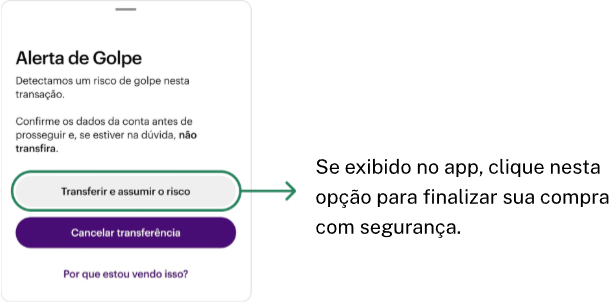 Alerta de Golpe
Detectamos um risco de golpe nesta
transação.
Confirme os dados da conta antes de
prosseguir e, se estiver na dúvida, não
transfira.
Transferir e assumir o risco
Cancelar transferência
Por que estou vendo isso?
Se exibido no app, clique nesta
opção para finalizar sua compra
com segurança.